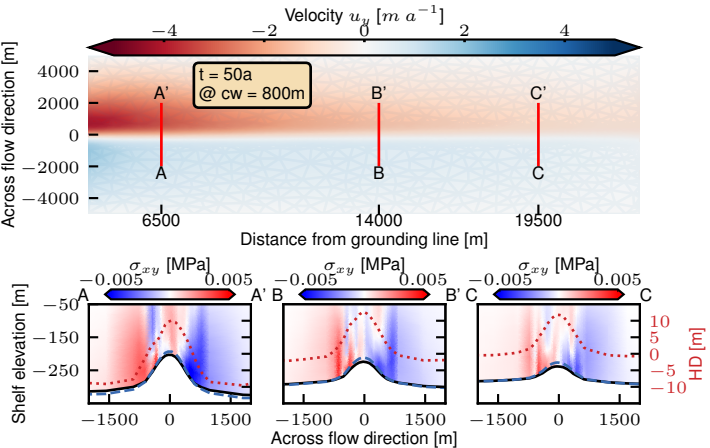 Velocity u_y [m a⁻¹]
−4 −2 0 2 4
Across flow direction [m]
4000
2000
0
−2000
−4000
t = 50a
@ cw = 800m
A' B' C'
A B C
6500 14000 19500
Distance from grounding line [m]
σ_xy [MPa] σ_xy [MPa] σ_xy [MPa]
−0.005 0.005 −0.005 0.005 −0.005 0.005
A A' B B' C C
Shelf elevation [m]
−50
−150
−250
10
5
0
−5
−10
HD [m]
−1500 0 1500 −1500 0 1500 −1500 0 1500
Across flow direction [m]